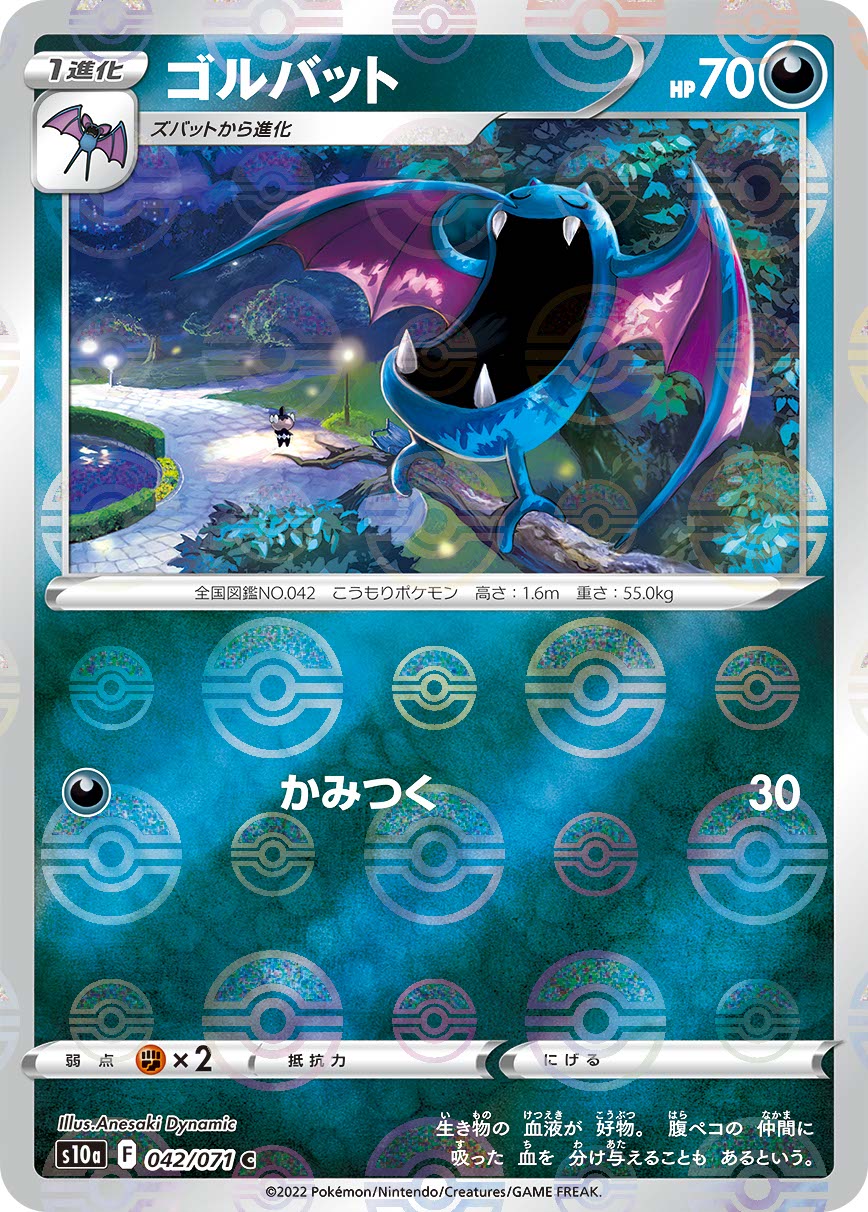 1進化
ゴルバット
HP70
ズバットから進化
全国図鑑NO.042 こうもりポケモン 高さ：1.6m 重さ：55.0kg
かみつく 30
弱点 ×2 抵抗力 にげる
Illus.Anesaki Dynamic
生き物の 血液が 好物。 腹ペコの 仲間に
吸った 血を 分け与えることも あるという。
s10a F 042/071 C
©2022 Pokémon/Nintendo/Creatures/GAME FREAK.